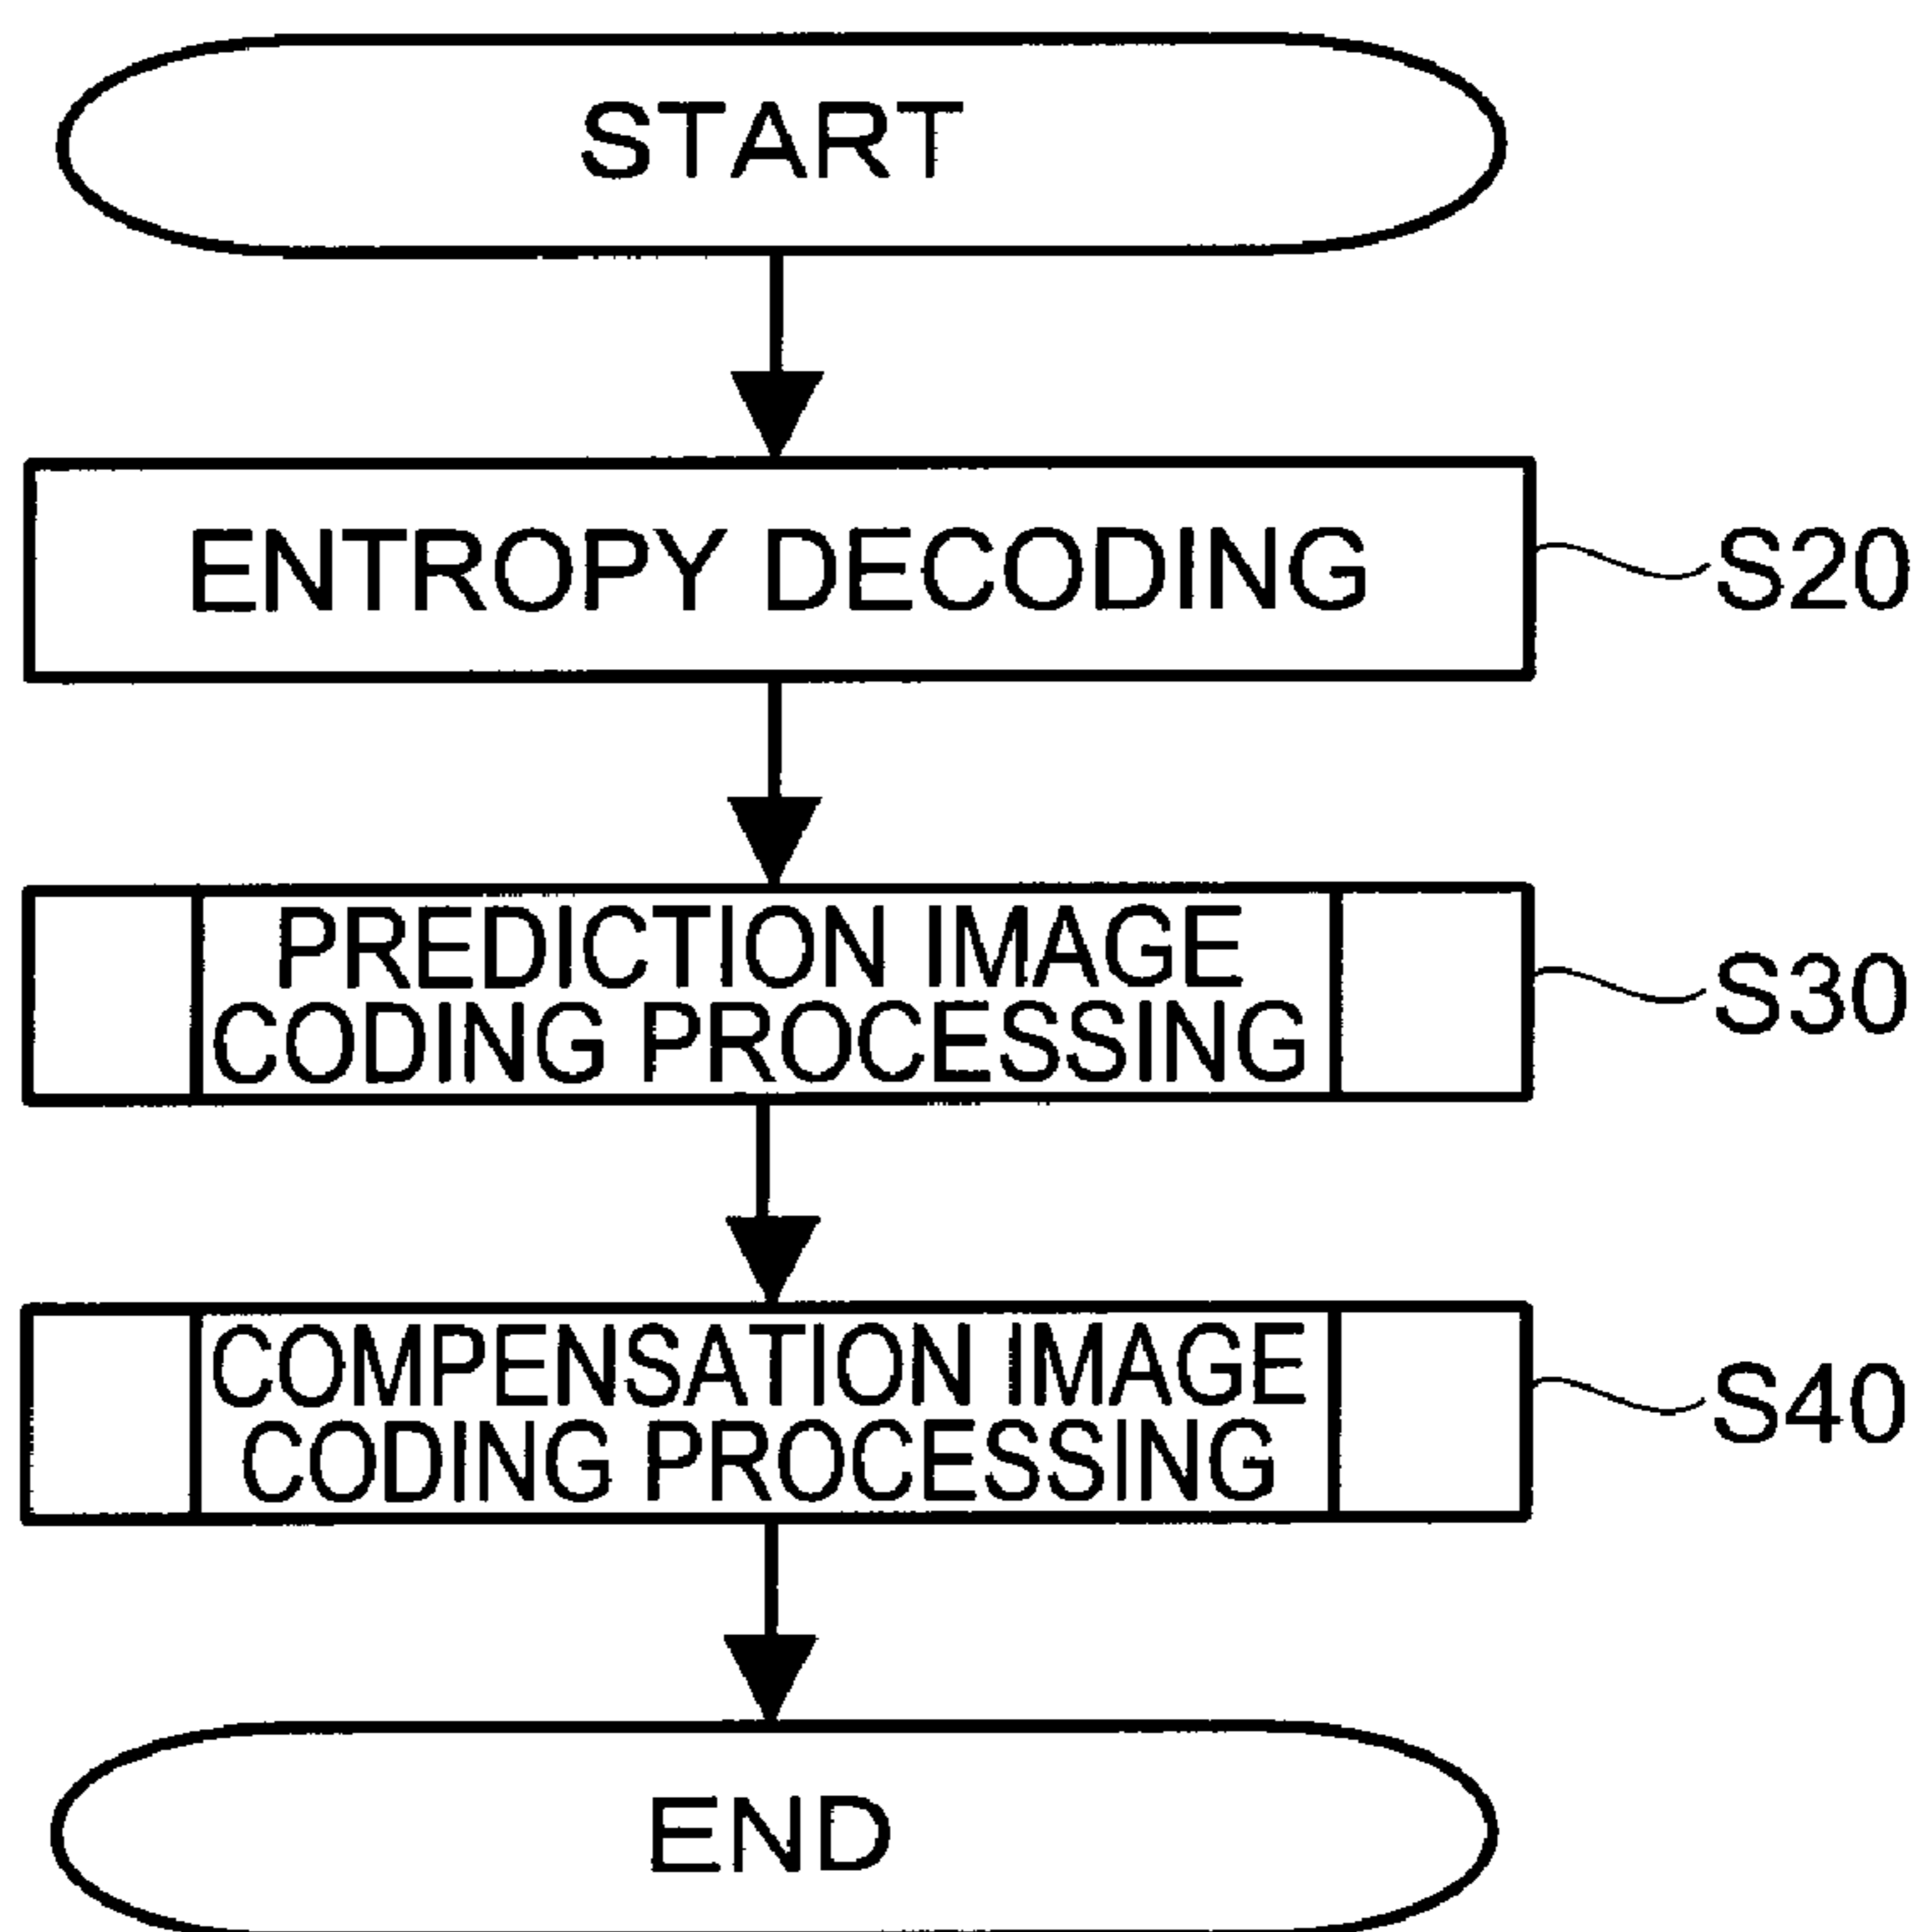 START
ENTROPY DECODING
S20
PREDICTION IMAGE
CODING PROCESSING
S30
COMPENSATION IMAGE
CODING PROCESSING
S40
END